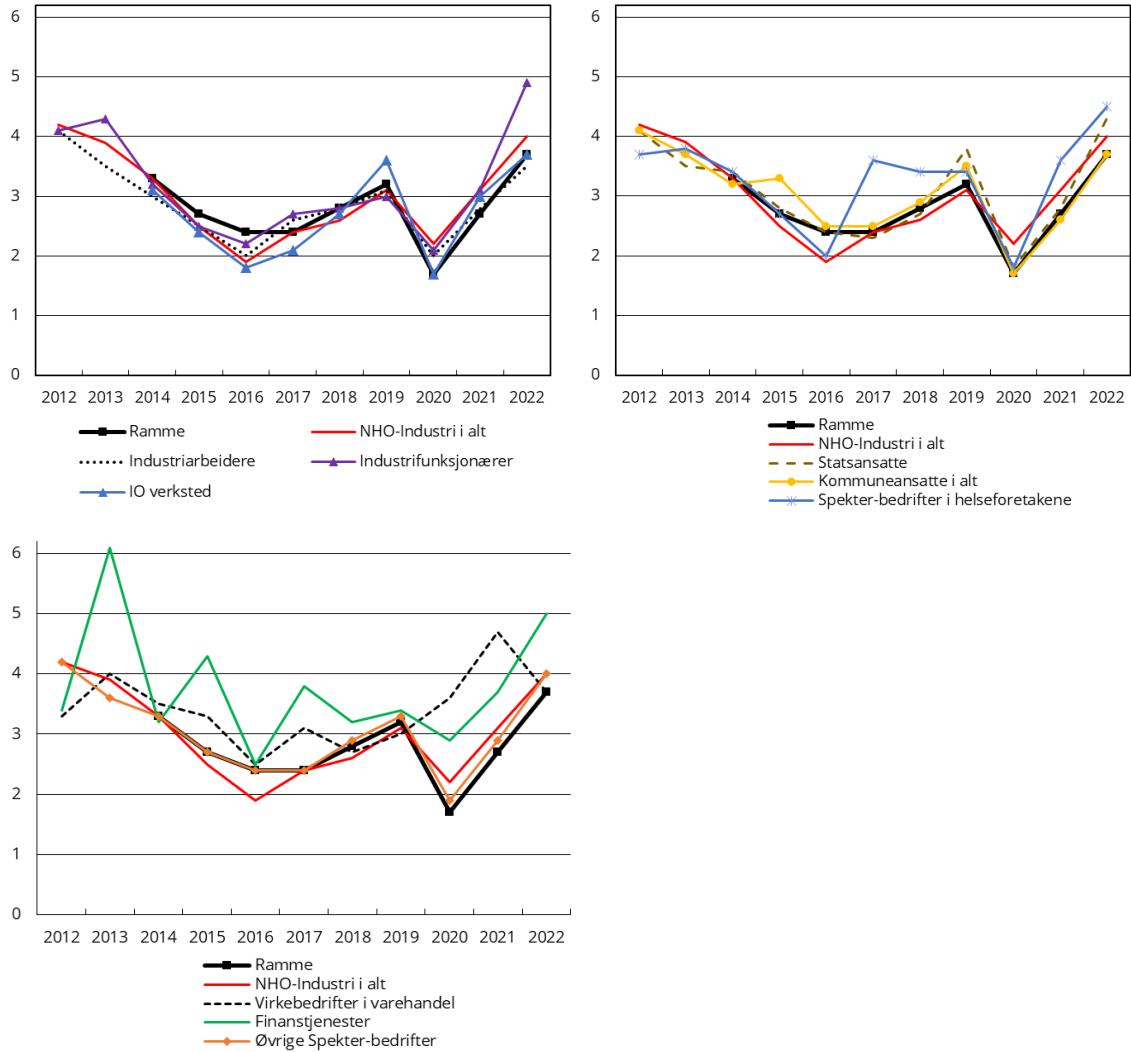 6
5
4
3
2
1
0
2012 2013 2014 2015 2016 2017 2018 2019 2020 2021 2022
Ramme NHO-Industri i alt
Industriarbeidere Industrifunksjonærer
IO verksted
6
5
4
3
2
1
0
2012 2013 2014 2015 2016 2017 2018 2019 2020 2021 2022
Ramme
NHO-Industri i alt
Statsansatte
Kommuneansatte i alt
Spekter-bedrifter i helseforetakene
6
5
4
3
2
1
0
2012 2013 2014 2015 2016 2017 2018 2019 2020 2021 2022
Ramme
NHO-Industri i alt
Virkebedrifter i varehandel
Finanstjenester
Øvrige Spekter-bedrifter